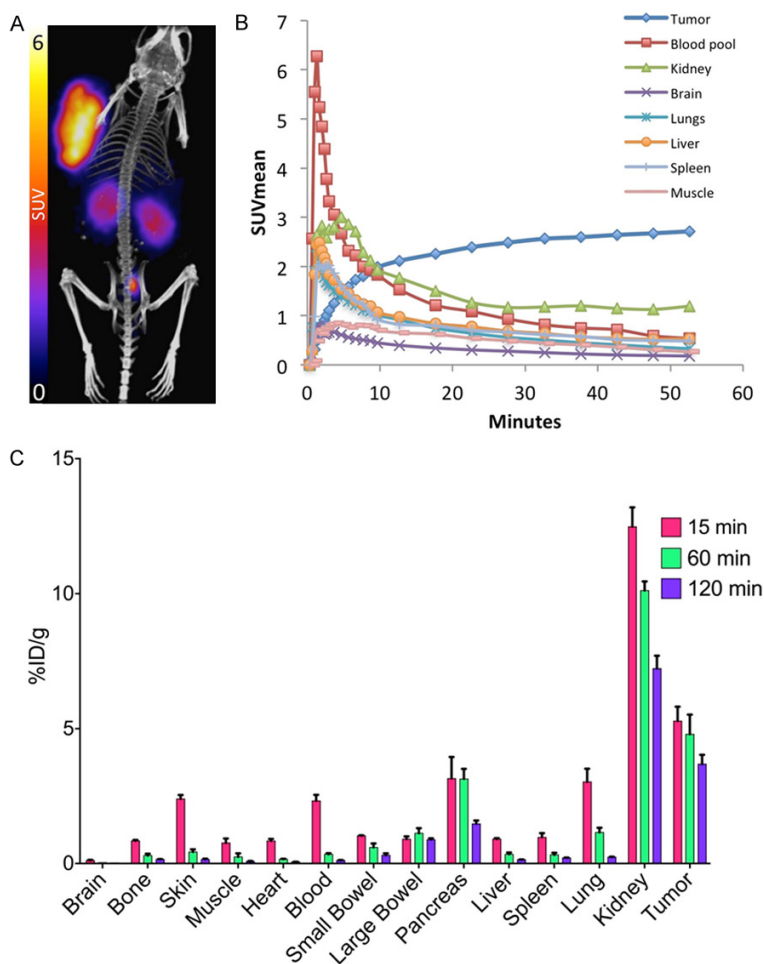 A
6
SUV
0
B
SUVmean
7
6
5
4
3
2
1
0
0 10 20 30 40 50 60
Minutes
Tumor
Blood pool
Kidney
Brain
Lungs
Liver
Spleen
Muscle
C
%ID/g
15
10
5
0
15 min
60 min
120 min
Brain Bone Skin Muscle Heart Blood Small Bowel Large Bowel Pancreas Liver Spleen Lung Kidney Tumor